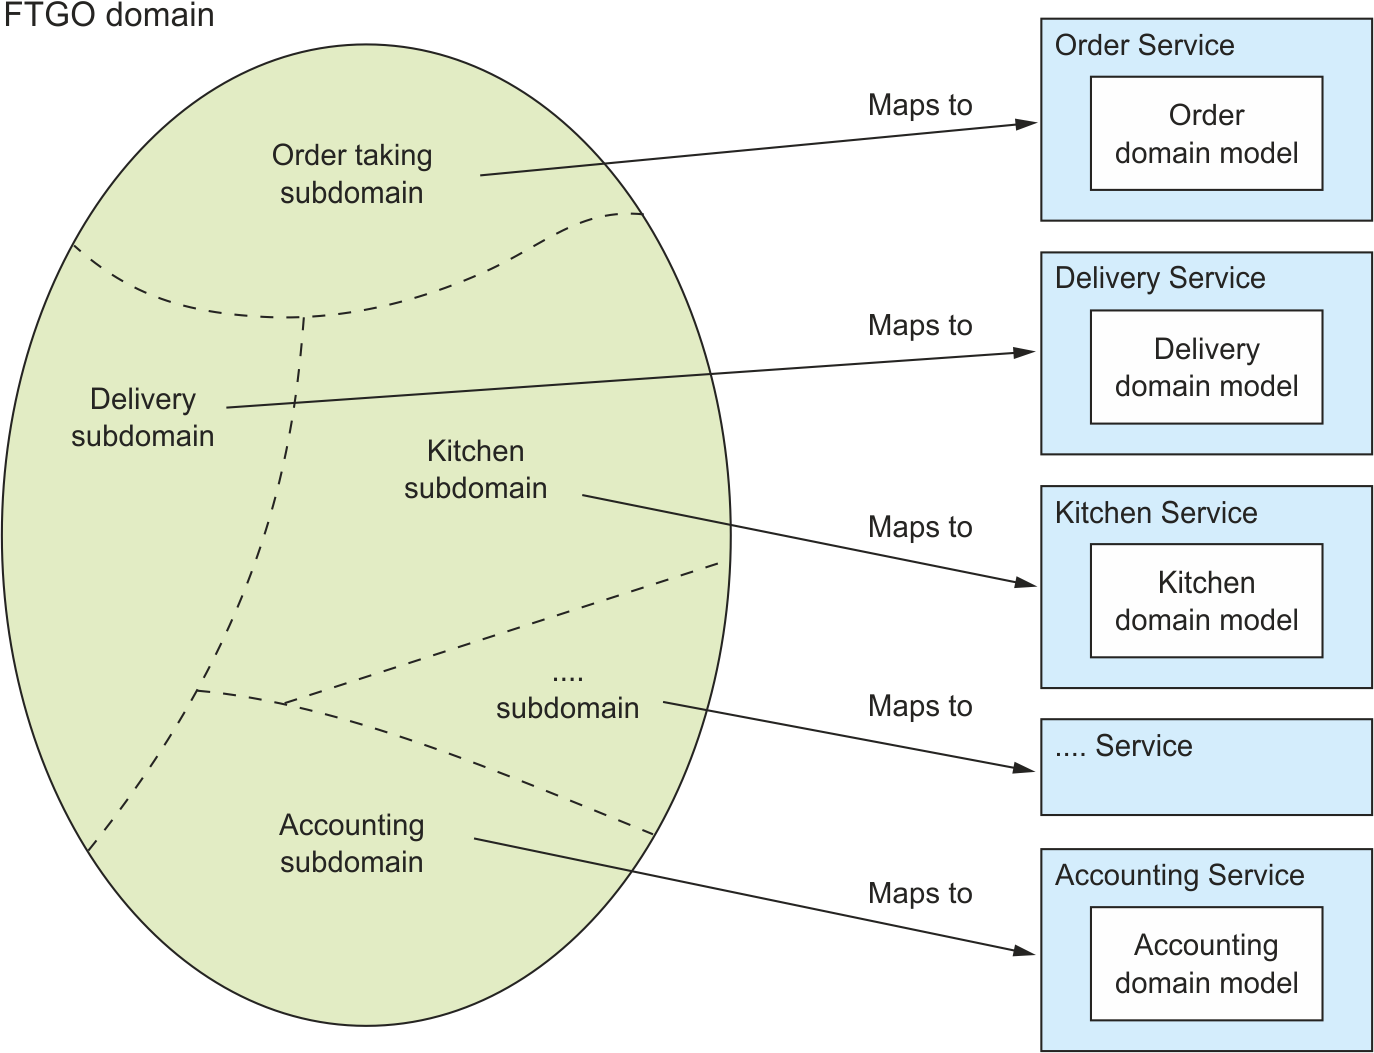 FTGO domain
Order taking
subdomain
Delivery
subdomain
Kitchen
subdomain
....
subdomain
Accounting
subdomain
Maps to
Maps to
Maps to
Maps to
Maps to
Order Service
Order
domain model
Delivery Service
Delivery
domain model
Kitchen Service
Kitchen
domain model
.... Service
Accounting Service
Accounting
domain model